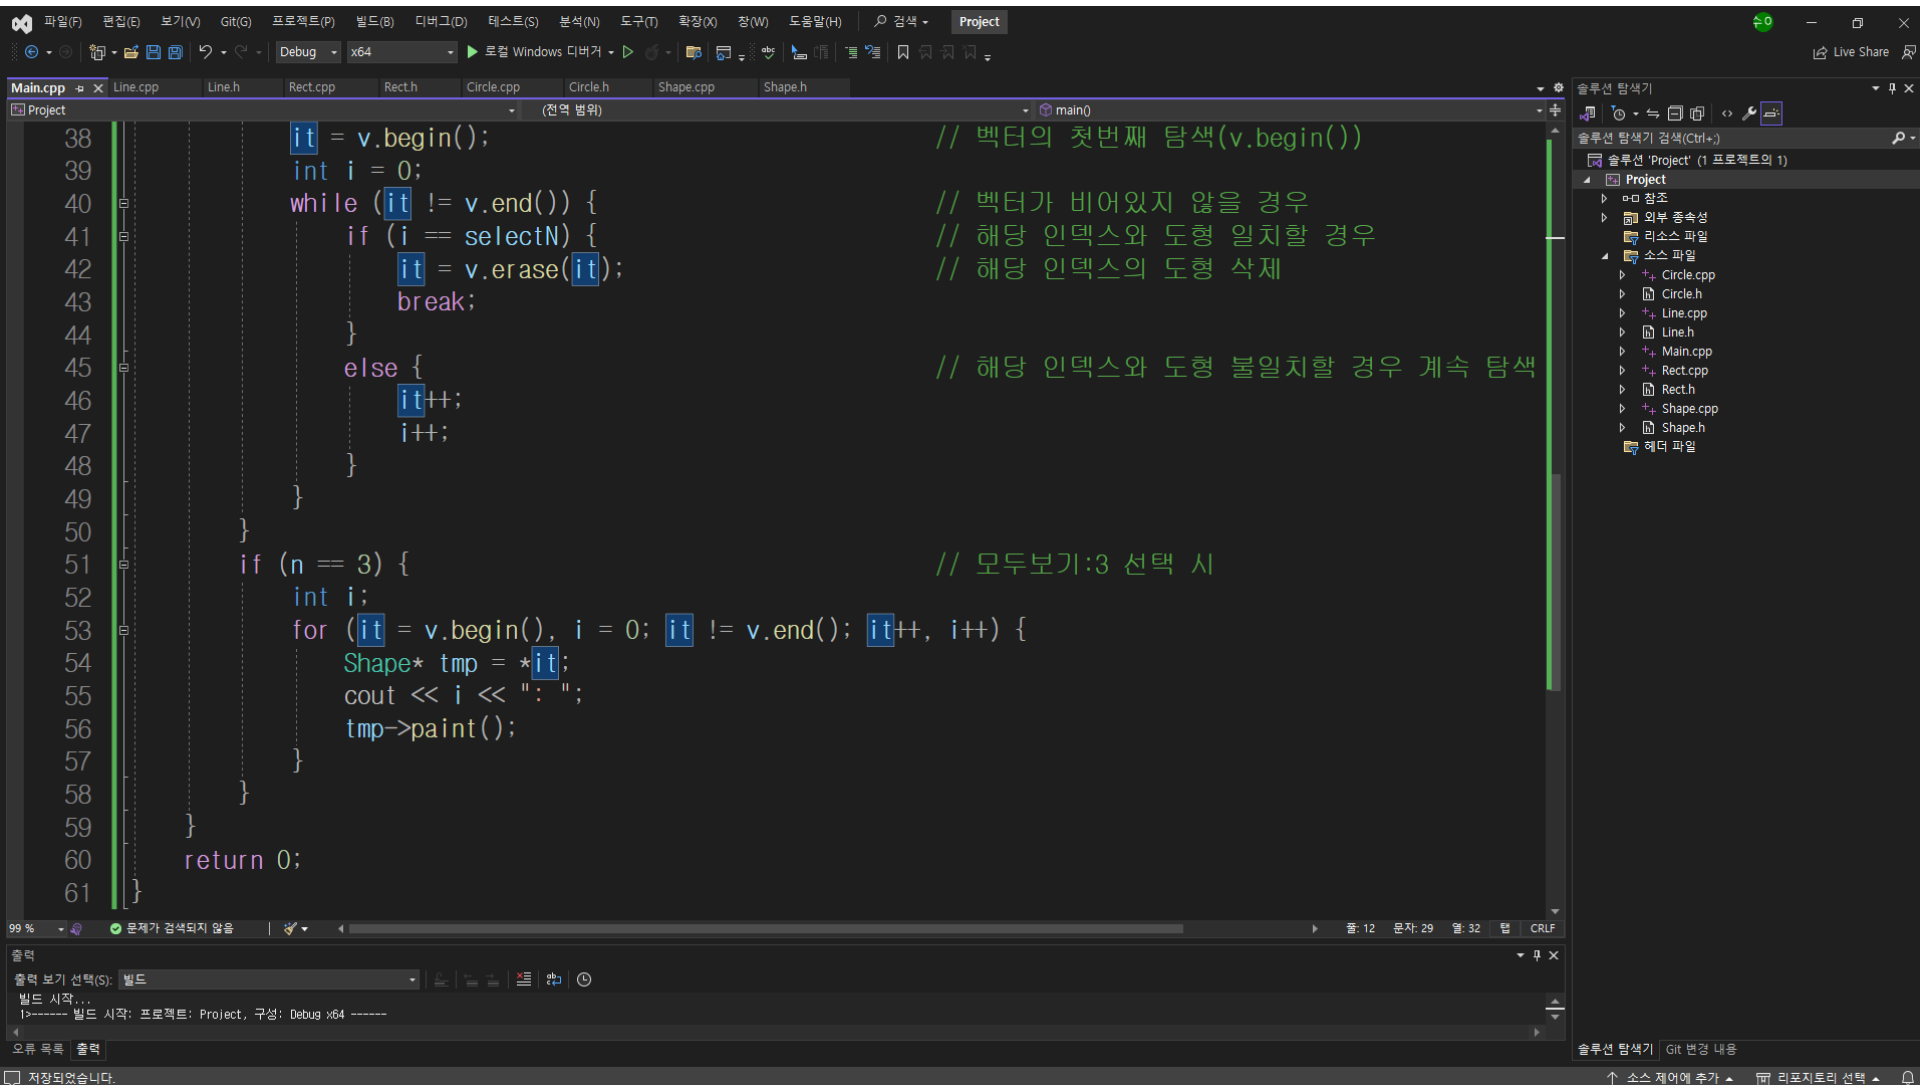 파일(F) 편집(E) 보기(V) Git(G) 프로젝트(P) 빌드(B) 디버그(D) 테스트(S) 분석(N) 도구(T) 확장(X) 창(W) 도움말(H) 검색 Project 수0
Debug x64 로컬 Windows 디버거 Live Share
Main.cpp Line.cpp Line.h Rect.cpp Rect.h Circle.cpp Circle.h Shape.cpp Shape.h
Project (전역 범위) main()
38 it = v.begin(); // 벡터의 첫번째 탐색(v.begin())
39 int i = 0;
40 while (it != v.end()) { // 벡터가 비어있지 않을 경우
41 if (i == selectN) { // 해당 인덱스와 도형 일치할 경우
42 it = v.erase(it); // 해당 인덱스의 도형 삭제
43 break;
44 }
45 else { // 해당 인덱스와 도형 불일치할 경우 계속 탐색
46 it++;
47 i++;
48 }
49 }
50 }
51 if (n == 3) { // 모두보기:3 선택 시
52 int i;
53 for (it = v.begin(), i = 0; it != v.end(); it++, i++) {
54 Shape* tmp = *it;
55 cout << i << ": ";
56 tmp->paint();
57 }
58 }
59 }
60 return 0;
61 }
99 % 문제가 검색되지 않음 줄: 12 문자: 29 열: 32 탭 CRLF
출력
출력 보기 선택(S): 빌드
빌드 시작...
1>------ 빌드 시작: 프로젝트: Project, 구성: Debug x64 ------
오류 목록 출력
저장되었습니다.
솔루션 탐색기
솔루션 탐색기 검색(Ctrl+;)
솔루션 'Project' (1 프로젝트의 1)
Project
참조
외부 종속성
리소스 파일
소스 파일
Circle.cpp
Circle.h
Line.cpp
Line.h
Main.cpp
Rect.cpp
Rect.h
Shape.cpp
Shape.h
헤더 파일
솔루션 탐색기 Git 변경 내용
소스 제어에 추가 리포지토리 선택